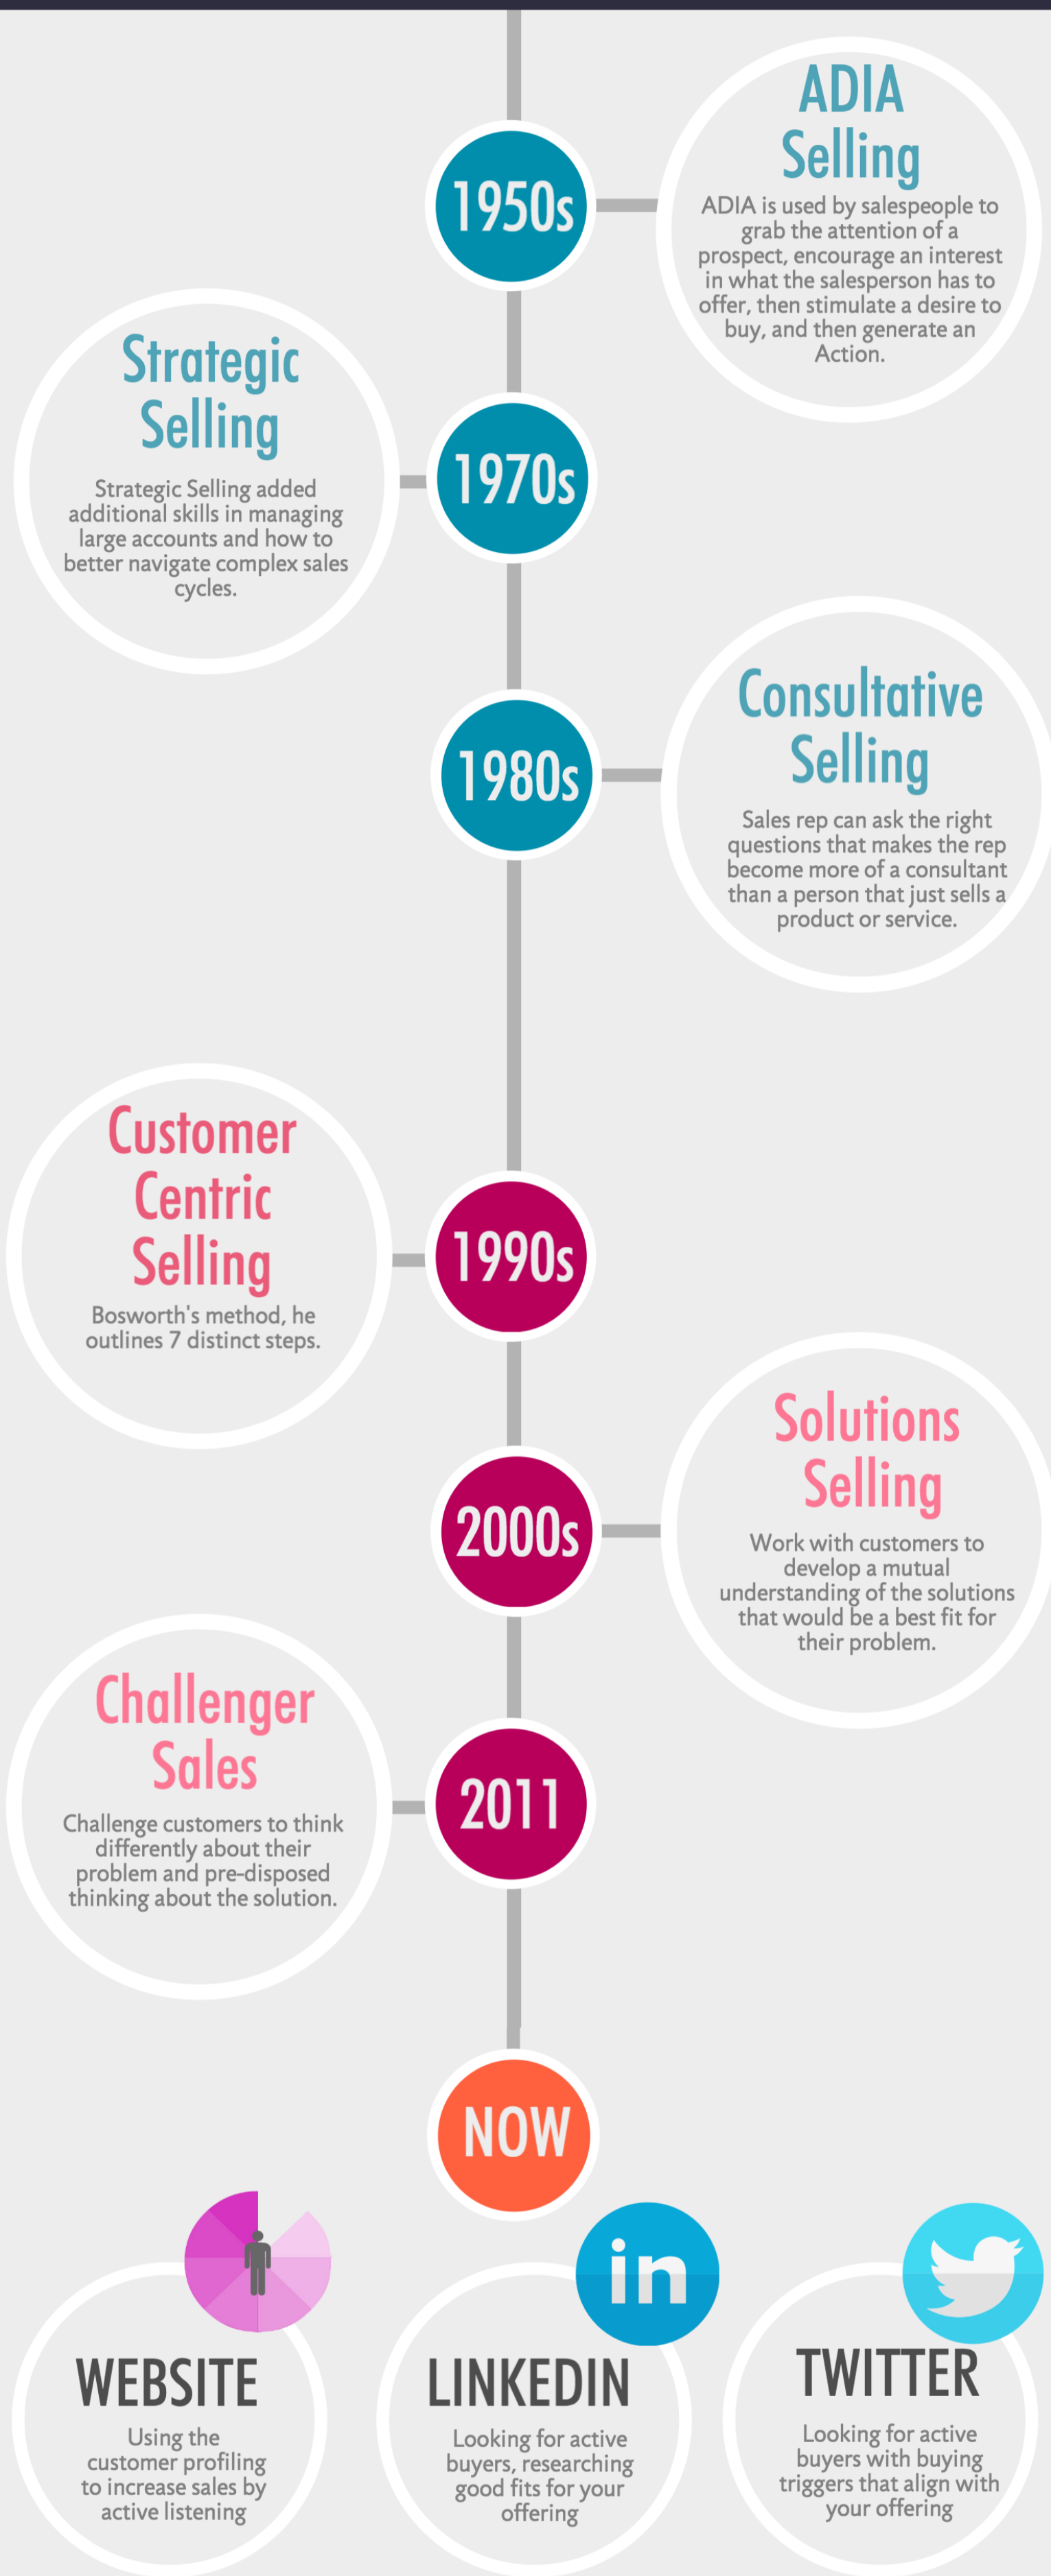 ADIA
Selling
1950s
ADIA is used by salespeople to
grab the attention of a
prospect, encourage an interest
in what the salesperson has to
offer, then stimulate a desire to
buy, and then generate an
Action.
Strategic
Selling
1970s
Strategic Selling added
additional skills in managing
large accounts and how to
better navigate complex sales
cycles.
Consultative
Selling
1980s
Sales rep can ask the right
questions that makes the rep
become more of a consultant
than a person that just sells a
product or service.
Customer
Centric
Selling
1990s
Bosworth's method, he
outlines 7 distinct steps.
Solutions
Selling
2000s
Work with customers to
develop a mutual
understanding of the solutions
that would be a best fit for
their problem.
Challenger
Sales
2011
Challenge customers to think
differently about their
problem and pre-disposed
thinking about the solution.
NOW
WEBSITE
Using the
customer profiling
to increase sales by
active listening
in
LINKEDIN
Looking for active
buyers, researching
good fits for your
offering
TWITTER
Looking for active
buyers with buying
triggers that align with
your offering